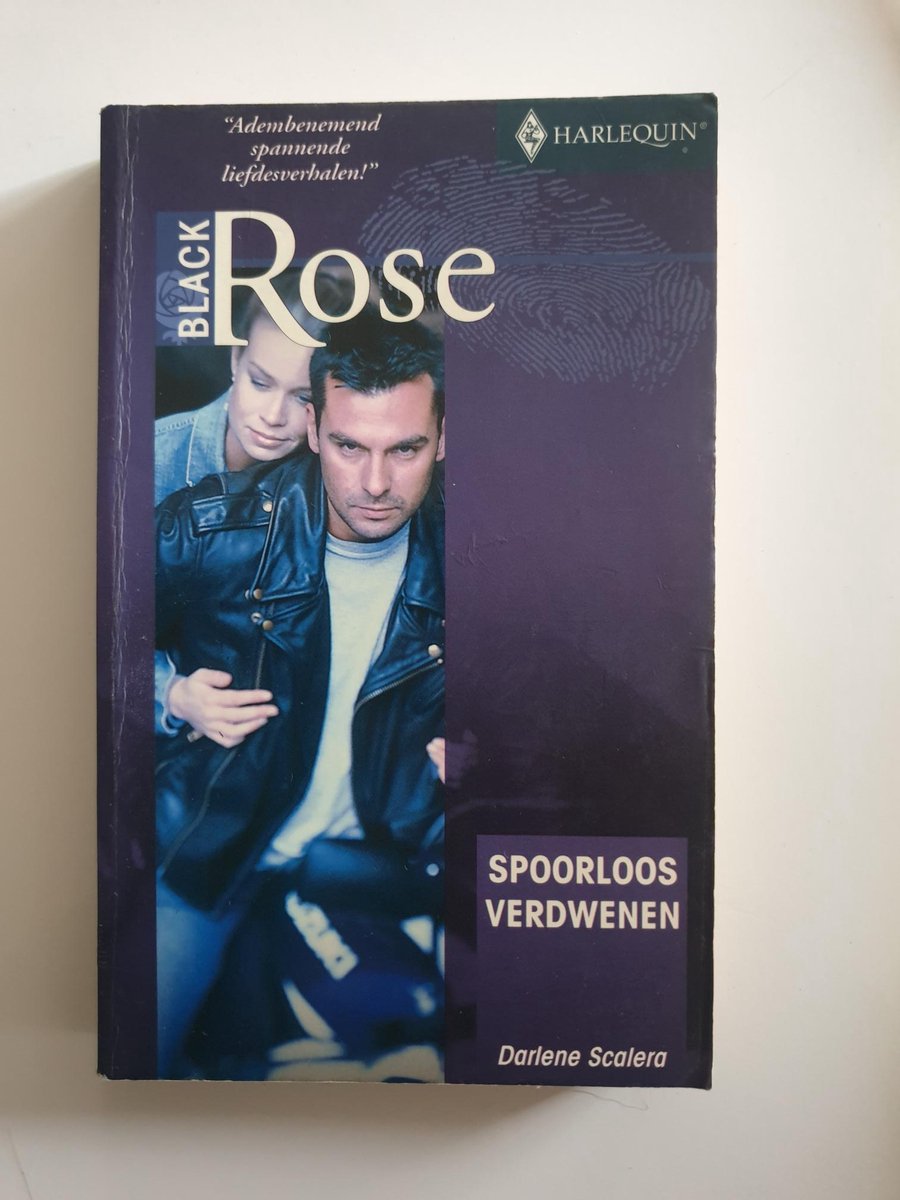 “Adembenemend
spannende
liefdesverhalen!”
HARLEQUIN®
®
BLACK
Rose
SPOORLOOS
VERDWENEN
Darlene Scalera